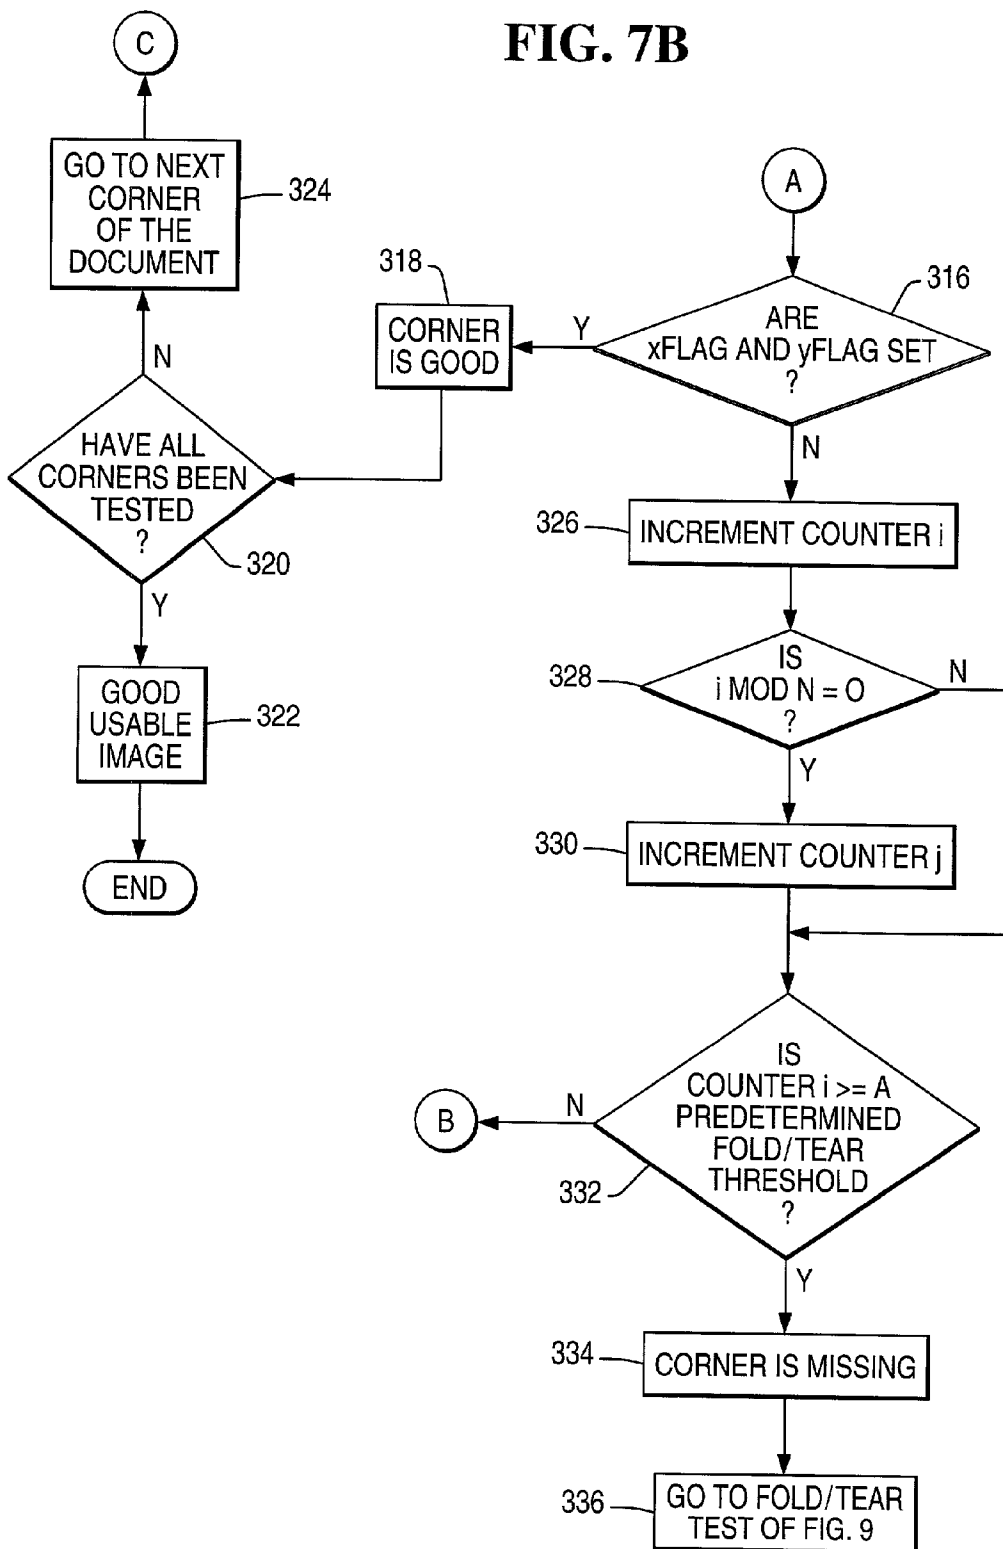 FIG. 7B
C
GO TO NEXT
CORNER
OF THE
DOCUMENT
324
N
HAVE ALL
CORNERS BEEN
TESTED
?
320
Y
GOOD
USABLE
IMAGE
322
END
318
CORNER
IS GOOD
A
316
ARE
xFLAG AND yFLAG SET
?
Y
N
326
INCREMENT COUNTER i
328
IS
i MOD N = O
?
N
Y
330
INCREMENT COUNTER j
IS
COUNTER i >= A
PREDETERMINED
FOLD/TEAR
THRESHOLD
?
332
N
B
Y
334
CORNER IS MISSING
336
GO TO FOLD/TEAR
TEST OF FIG. 9